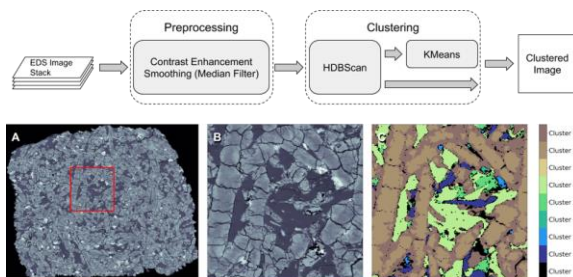 Preprocessing
Clustering
EDS Image
Stack
Contrast Enhancement
Smoothing (Median Filter)
HDBScan
KMeans
Clustered
Image
A
B
C
Cluster
Cluster
Cluster
Cluster
Cluster
Cluster
Cluster
Cluster
Cluster